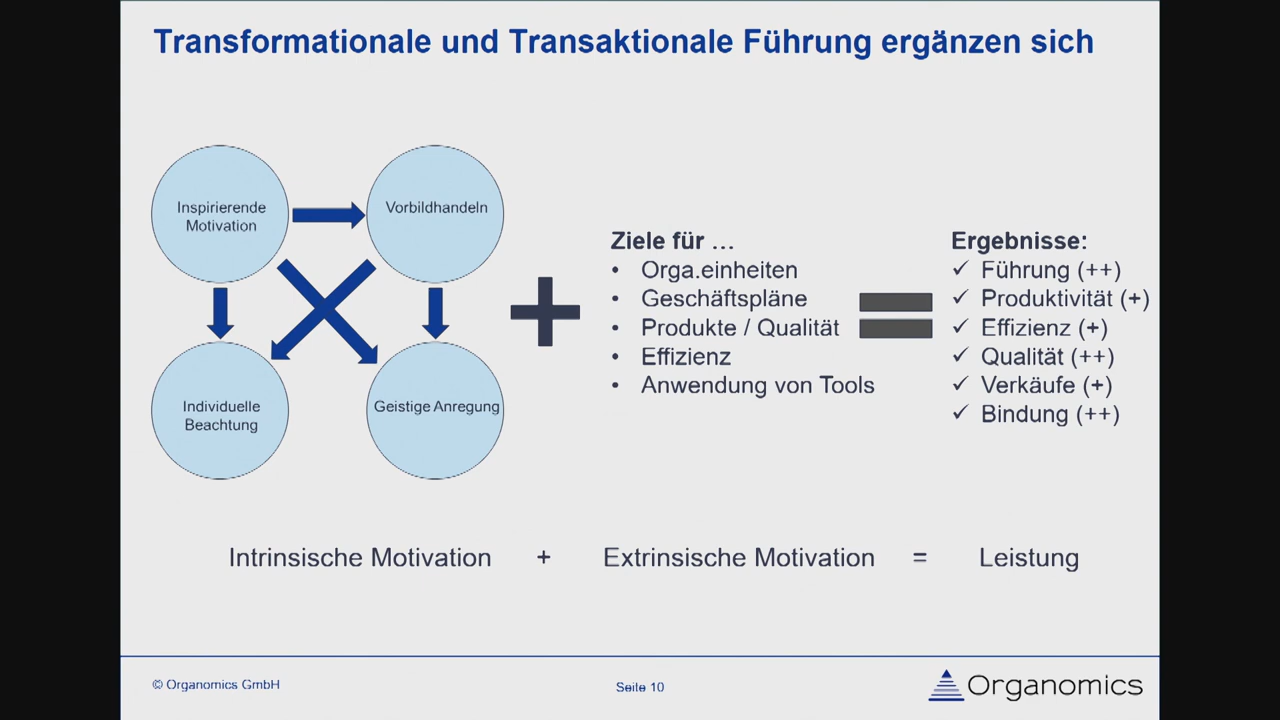 Transformationale und Transaktionale Führung ergänzen sich
Inspirierende
Motivation
Vorbildhandeln
Individuelle
Beachtung
Geistige Anregung
+
Ziele für …
• Orga.einheiten
• Geschäftspläne
• Produkte / Qualität
• Effizienz
• Anwendung von Tools
=
Ergebnisse:
✓ Führung (++)
✓ Produktivität (+)
✓ Effizienz (+)
✓ Qualität (++)
✓ Verkäufe (+)
✓ Bindung (++)
Intrinsische Motivation + Extrinsische Motivation = Leistung
© Organomics GmbH
Seite 10
Organomics